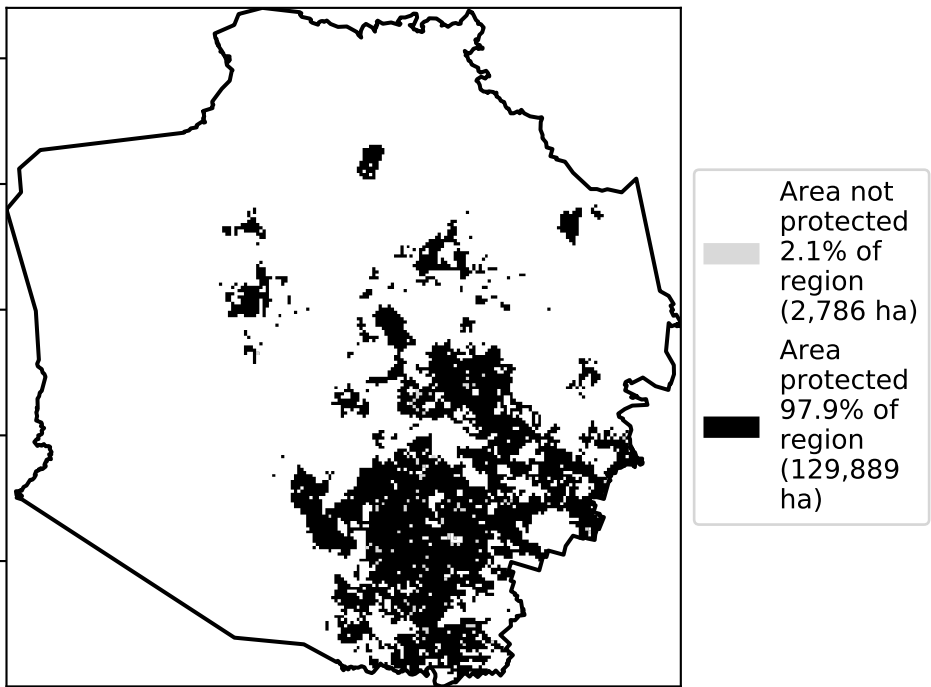 Area not
protected
2.1% of
region
(2,786 ha)
Area
protected
97.9% of
region
(129,889
ha)